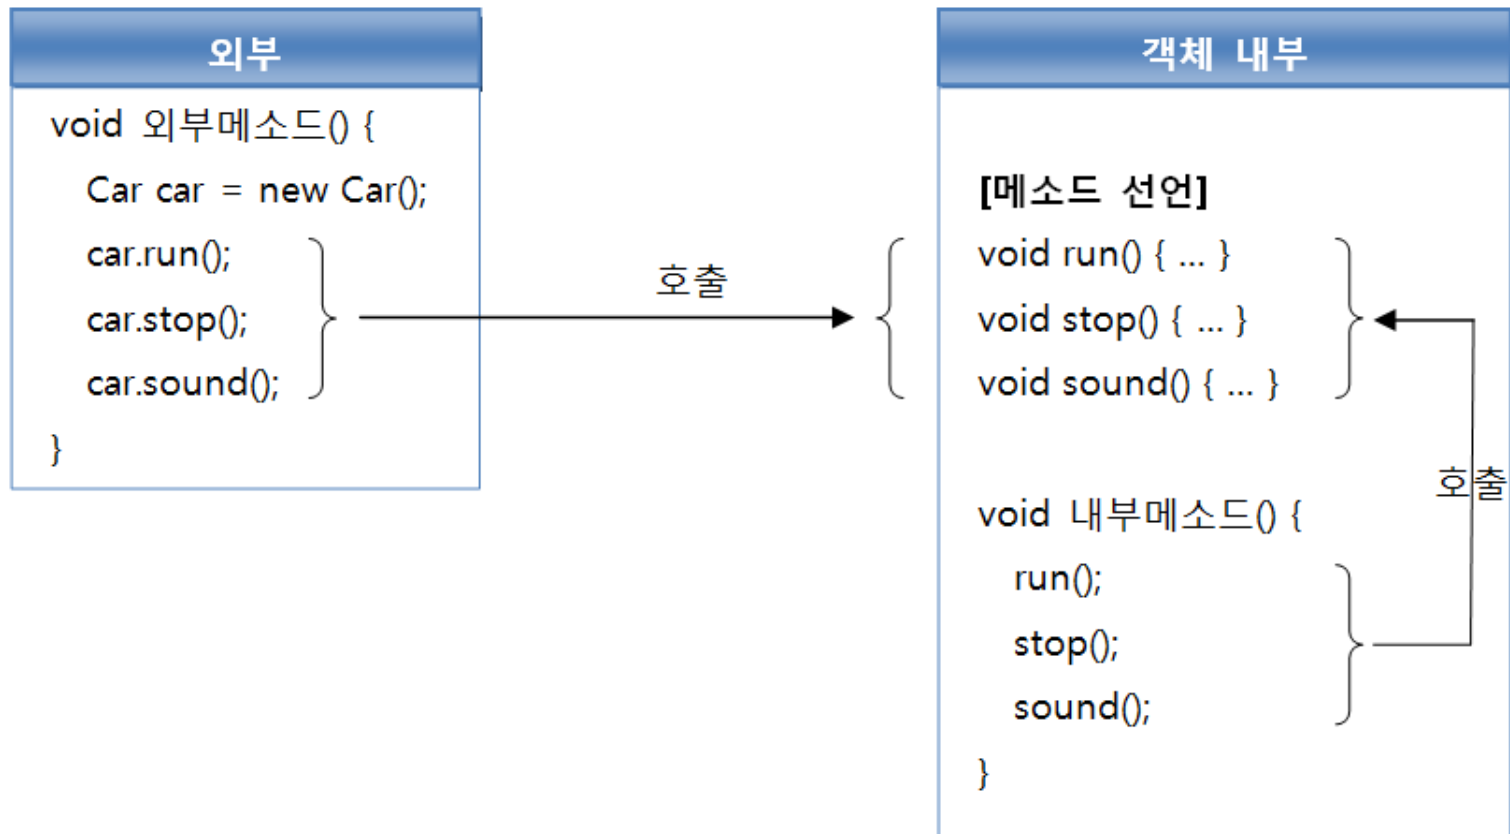 외부
void 외부메소드() {
Car car = new Car();
car.run();
car.stop();
car.sound();
}
호출
객체 내부
[메소드 선언]
void run() { ... }
void stop() { ... }
void sound() { ... }
void 내부메소드() {
run();
stop();
sound();
}
호출